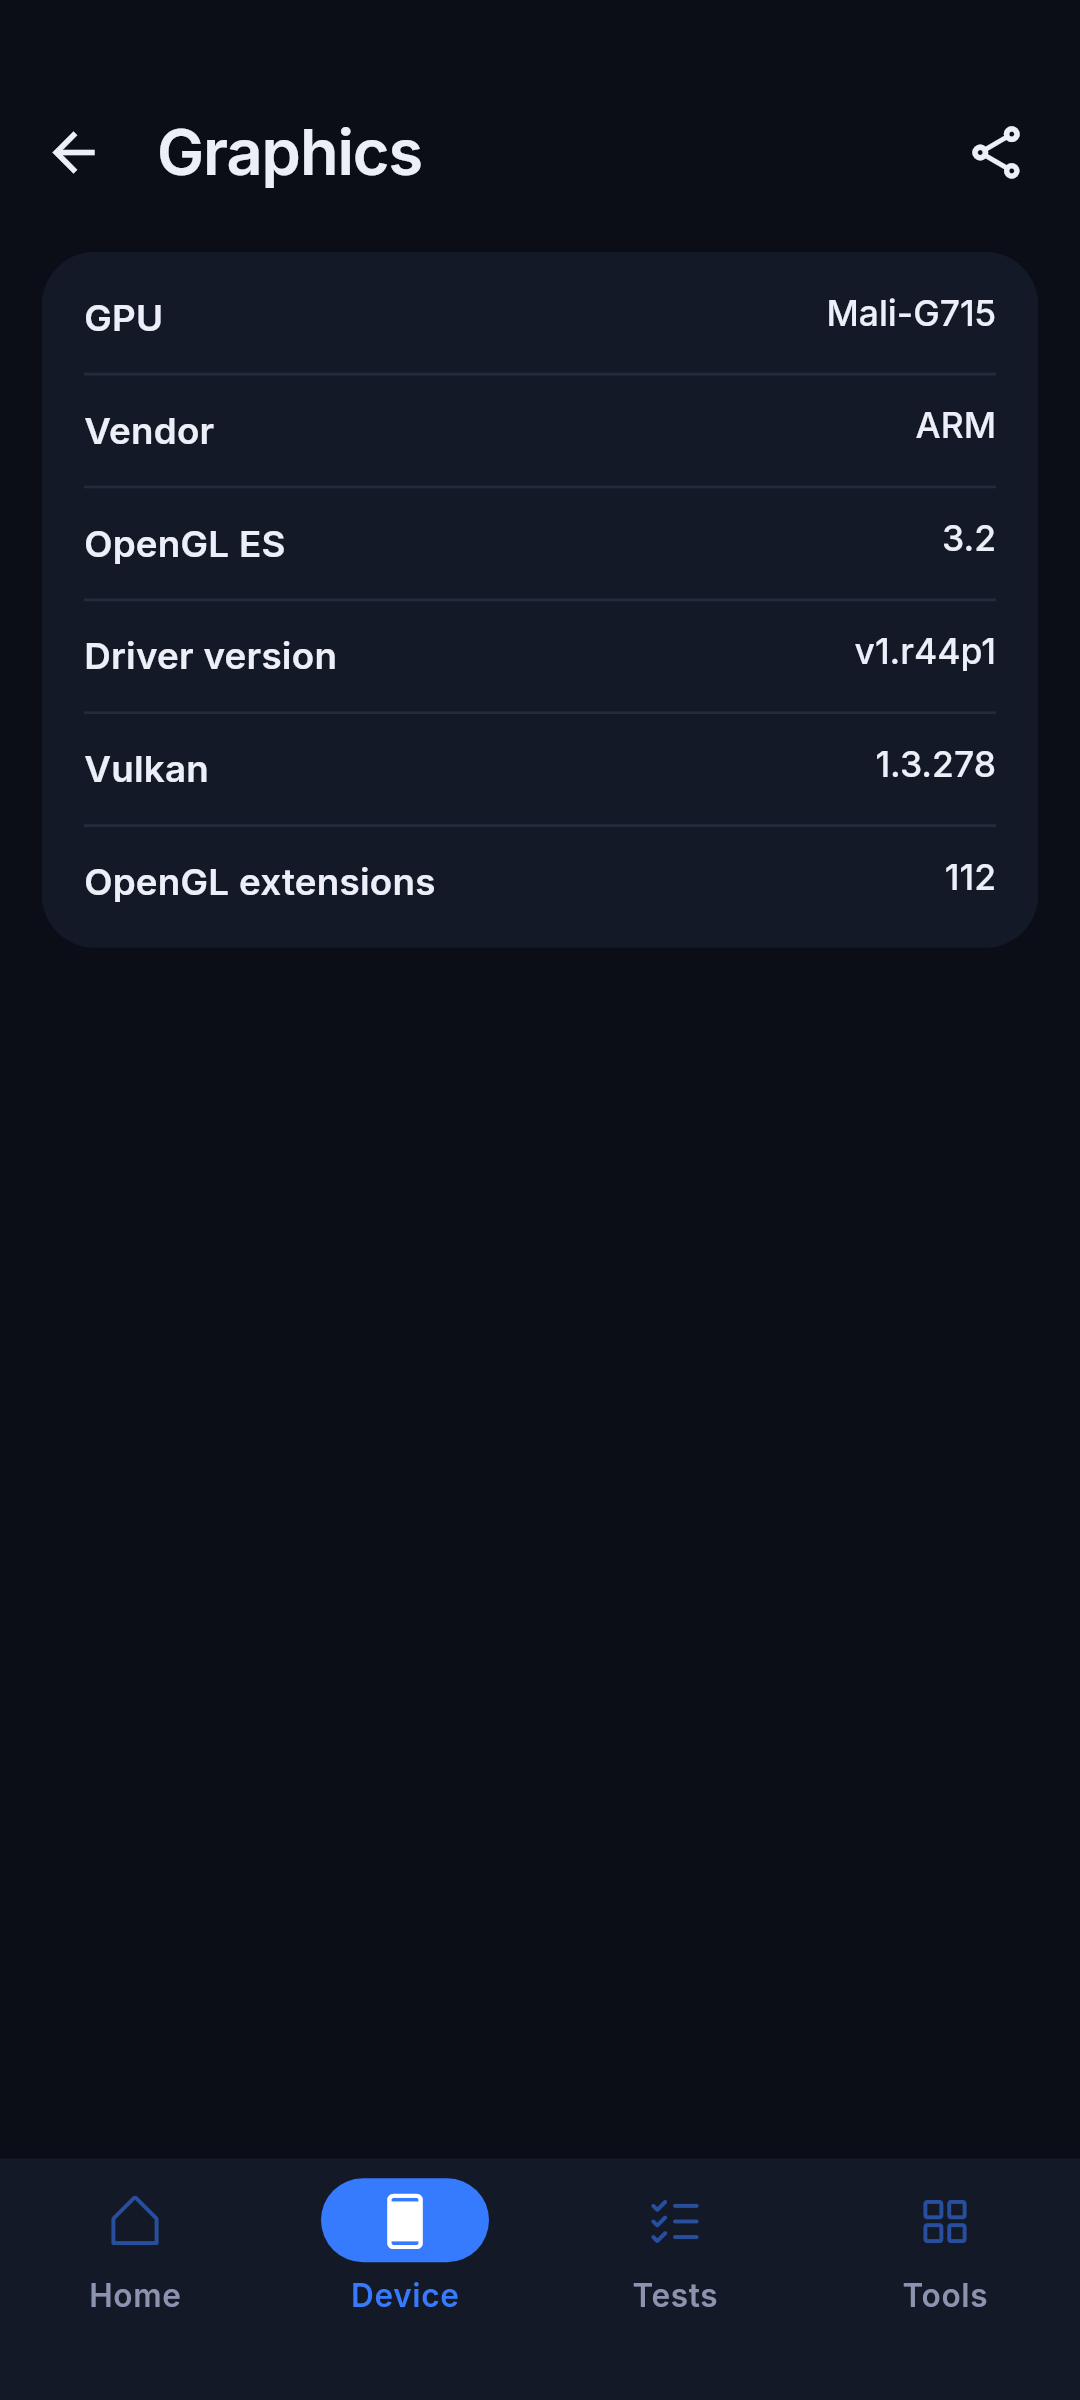 Graphics
GPU Mali-G715
Vendor ARM
OpenGL ES 3.2
Driver version v1.r44p1
Vulkan 1.3.278
OpenGL extensions 112
Home Device Tests Tools